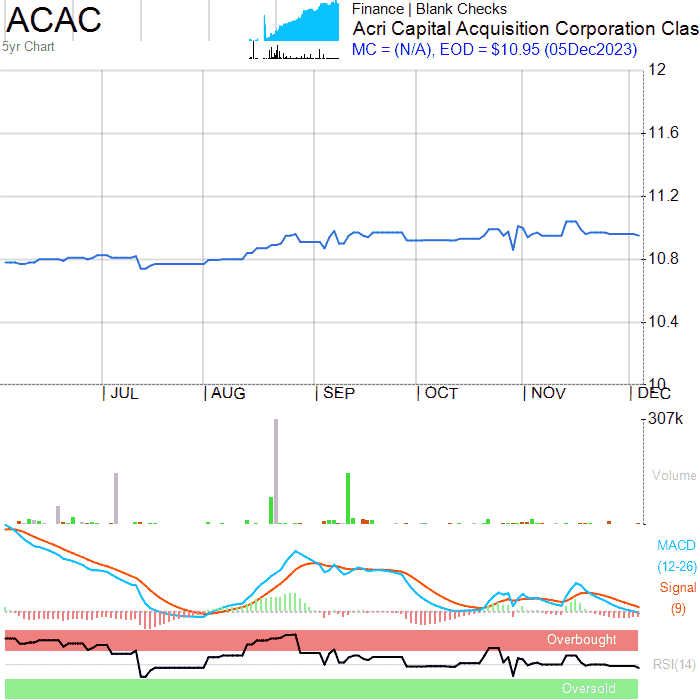 ACAC
5yr Chart
Finance | Blank Checks
Acri Capital Acquisition Corporation Clas
MC = (N/A), EOD = $10.95 (05Dec2023)
12
11.6
11.2
10.8
10.4
10
JUL
AUG
SEP
OCT
NOV
DEC
307k
Volume
MACD
(12-26)
Signal
(9)
Overbought
RSI(14)
Oversold